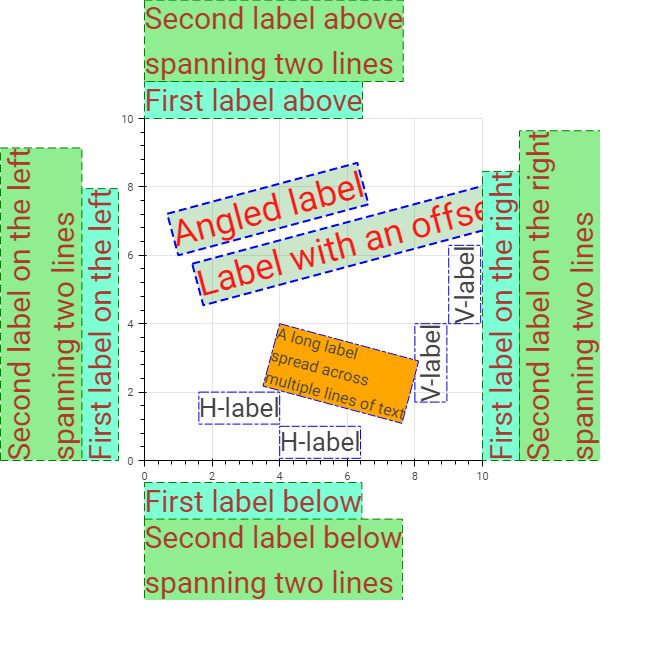 Second label above
spanning two lines
First label above
10
8
6
4
2
0
0
2
4
6
8
10
Second label on the left
spanning two lines
First label on the left
Angled label
Label with an offse
A long label
spread across
multiple lines of text
H-label
H-label
V-label
V-label
First label on the right
Second label on the right
spanning two lines
First label below
Second label below
spanning two lines